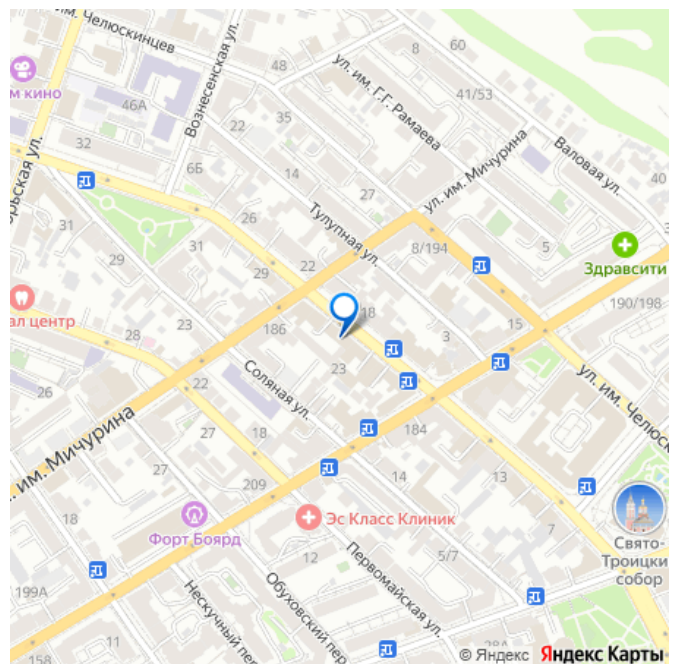 им. Челюскинцев
Вознесенская ул.
8
60
48
м кино
46А
22
35
ул. им. Г.Г. Рамаева
41/53
32
6Б
14
27
ул. им. Мичурина
Валовая ул.
40
31
26
Тулупная ул.
31
8/194
5
29
29
22
Здравсити
28
23
186
18
190/198
ал центр
3
15
26
22
23
Соляная ул.
ул. им. Челюск
им. Мичурина
27
18
184
27
209
14
13
18
Форт Боярд
Эс Класс Клиник
7
Свято-
Троицки
собор
12
Первомайская ул.
5/7
199А
Нескучный пер
Обуховский пер
11
158
28А
© Яндекс Яндекс Карты